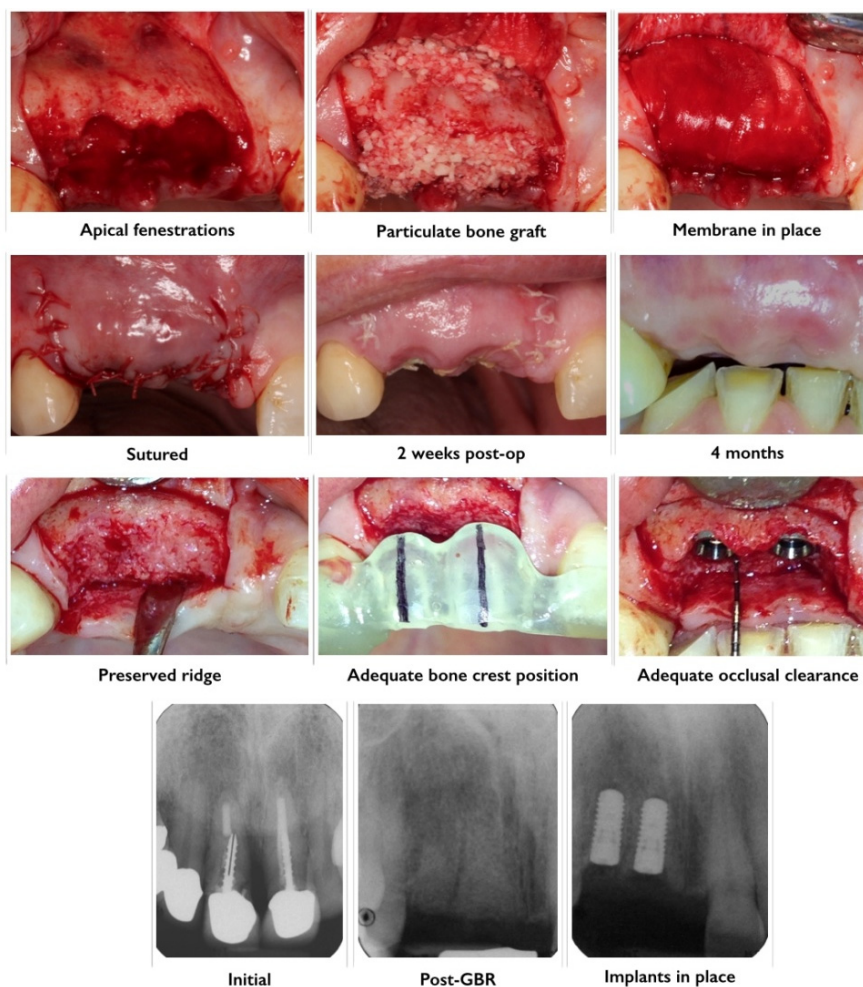 Apical fenestrations
Particulate bone graft
Membrane in place
Sutured
2 weeks post-op
4 months
Preserved ridge
Adequate bone crest position
Adequate occlusal clearance
Initial
Post-GBR
Implants in place